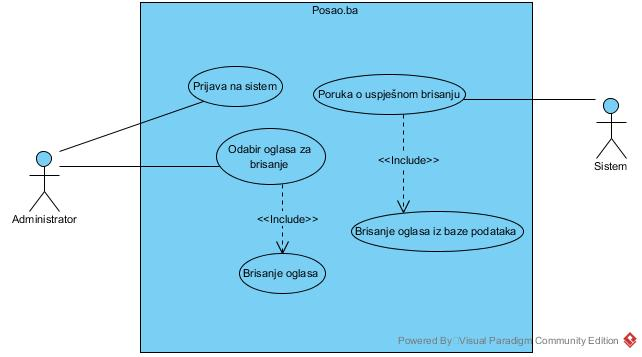 Posao.ba
Prijava na sistem
Poruka o uspješnom brisanju
Odabir oglasa za
brisanje
<<Include>>
Sistem
Administrator
<<Include>>
Brisanje oglasa iz baze podataka
Brisanje oglasa
Powered By Visual Paradigm Community Edition